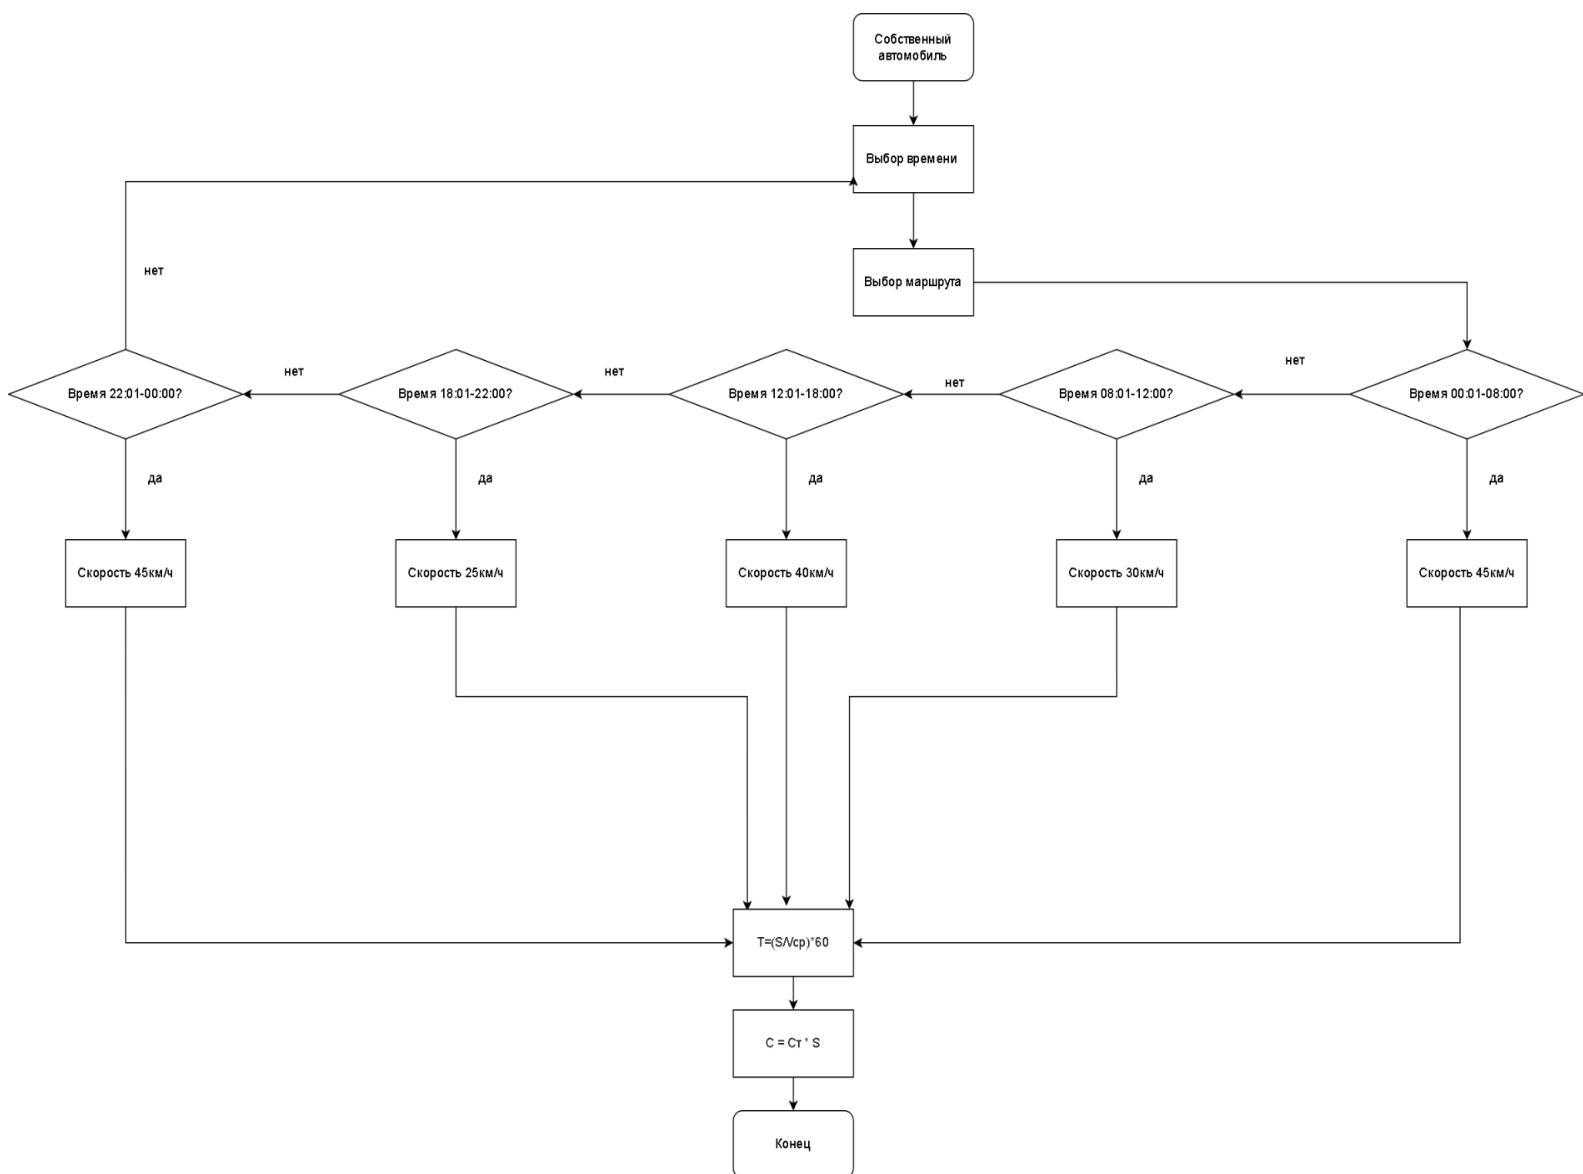 Собственный
автомобиль
Выбор времени
нет
Выбор маршрута
Время 22:01-00:00?
нет
Время 18:01-22:00?
нет
Время 12:01-18:00?
нет
Время 08:01-12:00?
нет
Время 00:01-08:00?
да
да
да
да
да
Скорость 45км/ч
Скорость 25км/ч
Скорость 40км/ч
Скорость 30км/ч
Скорость 45км/ч
T=(S/Vср)*60
C = Cт * S
Конец